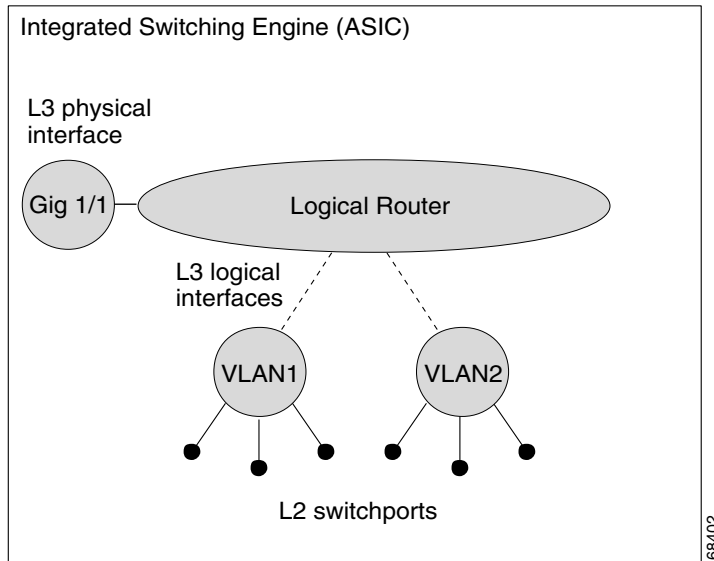 Integrated Switching Engine (ASIC)
L3 physical
interface
Gig 1/1
Logical Router
L3 logical
interfaces
VLAN1
VLAN2
L2 switchports
68402